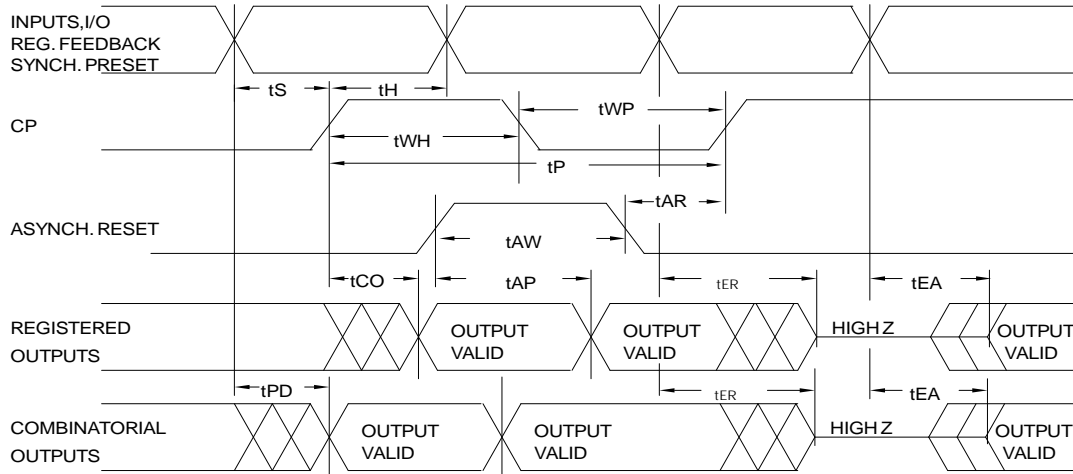 INPUTS,I/O
REG. FEEDBACK
SYNCH. PRESET
tS
tH
tWP
CP
tWH
tP
tAR
ASYNCH. RESET
tAW
tCO
tAP
tER
tEA
REGISTERED
OUTPUTS
OUTPUT
VALID
OUTPUT
VALID
HIGH Z
OUTPUT
VALID
tPD
tER
tEA
COMBINATORIAL
OUTPUTS
OUTPUT
VALID
OUTPUT
VALID
HIGH Z
OUTPUT
VALID